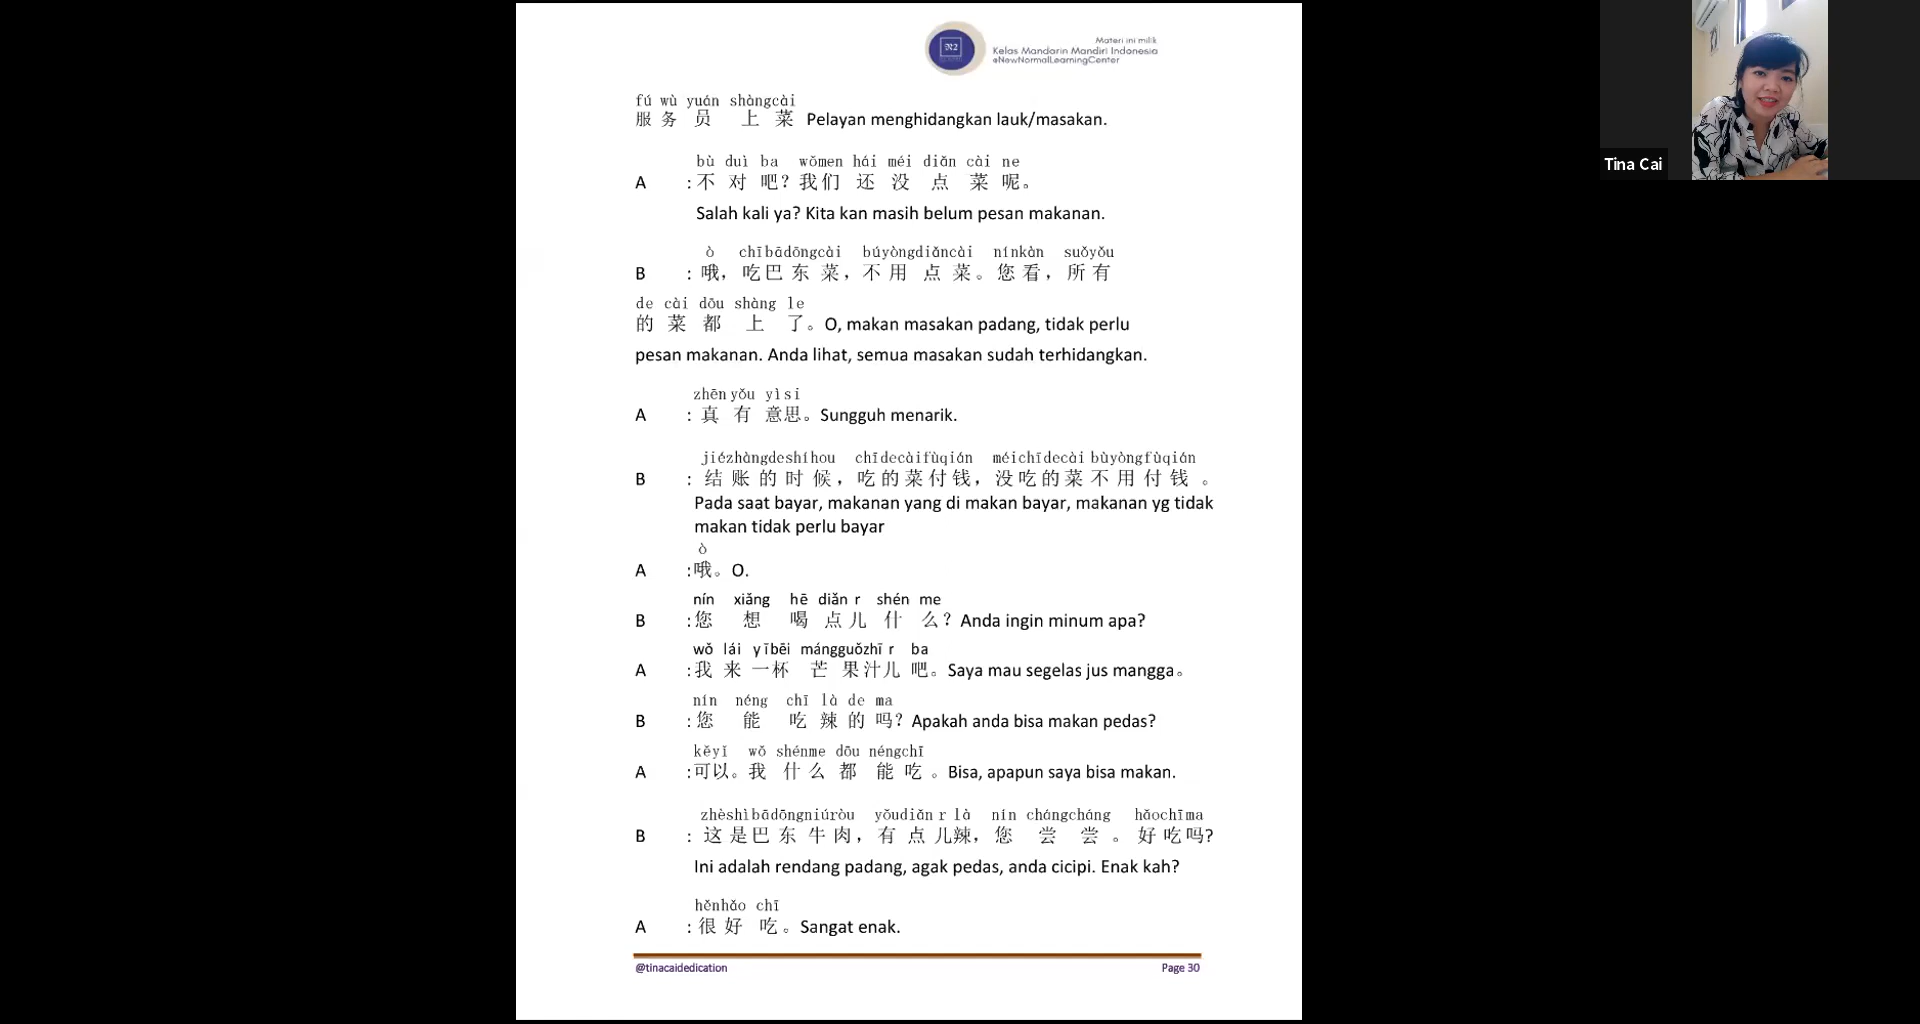 Materi ini milik
Kelas Mandarin Mandiri Indonesia
@NewNormalLearningCenter
Tina Cai
fú wù yuán shàngcài
服 务 员 上 菜 Pelayan menghidangkan lauk/masakan.
bù duì ba wǒmen hái méi diǎn cài ne
A : 不 对 吧？我们 还 没 点 菜 呢。
Salah kali ya? Kita kan masih belum pesan makanan.
ò chībādōngcài búyòngdiǎncài nínkàn suǒyǒu
B : 哦，吃巴 东 菜，不 用 点 菜。您 看，所 有
de cài dōu shàng le
的 菜 都 上 了。O, makan masakan padang, tidak perlu
pesan makanan. Anda lihat, semua masakan sudah terhidangkan.
zhēn yǒu yìsi
A : 真 有 意思。Sungguh menarik.
jiézhàngdeshíhou chīdecàifùqián méichīdecài bùyòngfùqián
B : 结 账 的 时 候，吃 的 菜 付 钱，没 吃 的 菜 不 用 付 钱 。
Pada saat bayar, makanan yang di makan bayar, makanan yg tidak
makan tidak perlu bayar
ò
A :哦。O.
nín xiǎng hē diǎn r shén me
B :您 想 喝 点 儿 什 么？Anda ingin minum apa?
wǒ lái yībēi mángguǒzhī r ba
A :我 来 一杯 芒 果 汁儿 吧。Saya mau segelas jus mangga。
nín néng chī là de ma
B :您 能 吃 辣 的 吗？Apakah anda bisa makan pedas?
kěyǐ wǒ shénme dōu néngchī
A :可以。我 什 么 都 能 吃 。Bisa, apapun saya bisa makan.
zhèshìbādōngniúròu yǒudiǎn r là nín chángcháng hǎochīma
B : 这 是 巴 东 牛 肉，有 点 儿辣，您 尝 尝 。好 吃 吗?
Ini adalah rendang padang, agak pedas, anda cicipi. Enak kah?
hěnhǎo chī
A : 很 好 吃 。Sangat enak.
@tinacaidedication Page 30